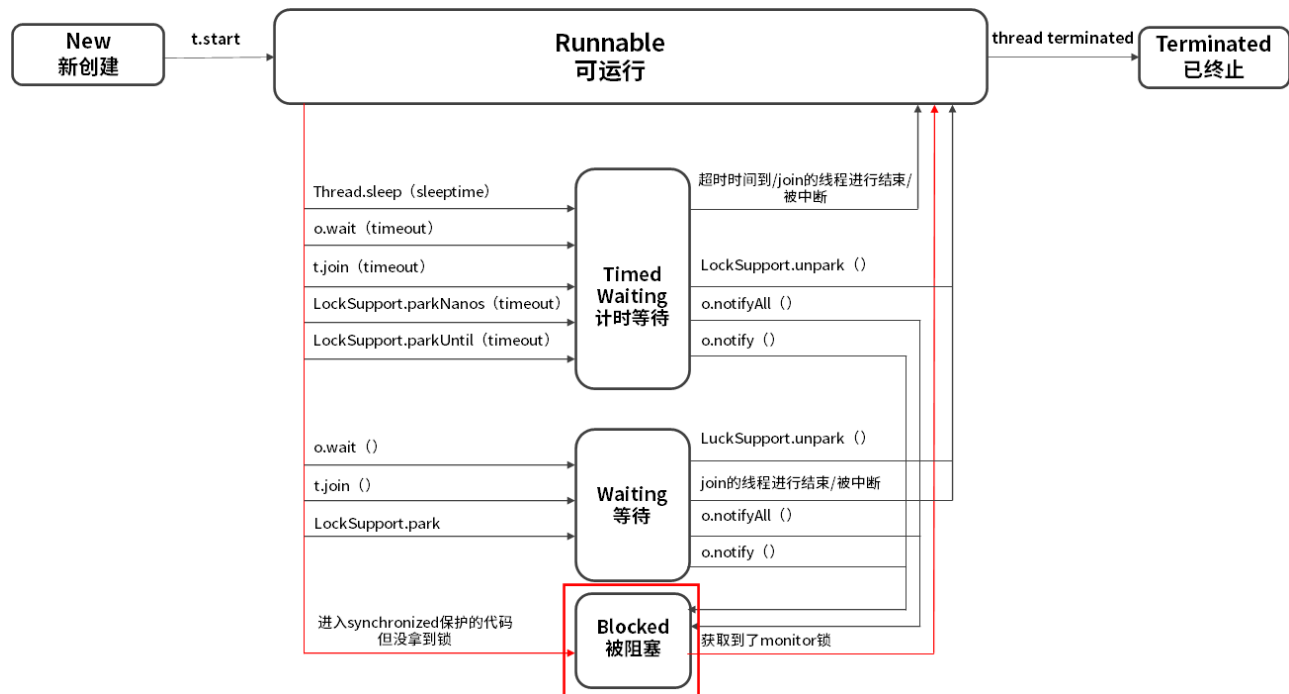 New
新创建
t.start
Runnable
可运行
thread terminated
Terminated
已终止
Thread.sleep（sleeptime）
o.wait（timeout）
t.join（timeout）
LockSupport.parkNanos（timeout）
LockSupport.parkUntil（timeout）
Timed
Waiting
计时等待
超时时间到/join的线程进行结束/
被中断
LockSupport.unpark（）
o.notifyAll（）
o.notify（）
o.wait（）
t.join（）
LockSupport.park
Waiting
等待
LuckSupport.unpark（）
join的线程进行结束/被中断
o.notifyAll（）
o.notify（）
进入synchronized保护的代码
但没拿到锁
Blocked
被阻塞
获取到了monitor锁